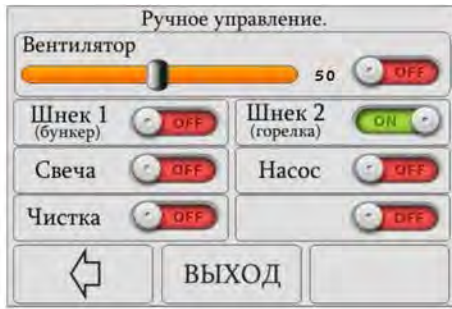 Ручное управление.
Вентилятор
50 OFF
Шнек 1 OFF Шнек 2 ON
(бункер) (горелка)
Свеча OFF Насос OFF
Чистка OFF OFF
ВЫХОД